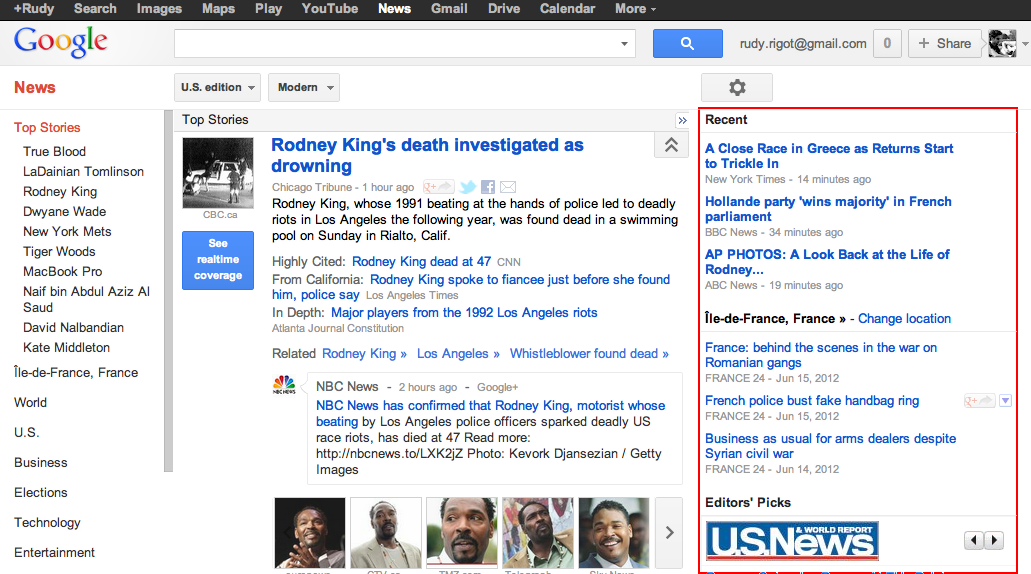 +Rudy Search Images Maps Play YouTube News Gmail Drive Calendar More
Google
rudy.rigot@gmail.com 0 + Share
News
U.S. edition Modern
Top Stories
True Blood
LaDainian Tomlinson
Rodney King
Dwyane Wade
New York Mets
Tiger Woods
MacBook Pro
Naif bin Abdul Aziz Al
Saud
David Nalbandian
Kate Middleton
Île-de-France, France
World
U.S.
Business
Elections
Technology
Entertainment
Top Stories »
CBC.ca
See
realtime
coverage
Rodney King's death investigated as
drowning
Chicago Tribune - 1 hour ago
Rodney King, whose 1991 beating at the hands of police led to deadly
riots in Los Angeles the following year, was found dead in a swimming
pool on Sunday in Rialto, Calif.
Highly Cited: Rodney King dead at 47 CNN
From California: Rodney King spoke to fiancee just before she found
him, police say Los Angeles Times
In Depth: Major players from the 1992 Los Angeles riots
Atlanta Journal Constitution
Related Rodney King » Los Angeles » Whistleblower found dead »
NBC NEWS
NBC News - 2 hours ago - Google+
NBC News has confirmed that Rodney King, motorist whose
beating by Los Angeles police officers sparked deadly US
race riots, has died at 47 Read more:
http://nbcnews.to/LXK2jZ Photo: Kevork Djansezian / Getty
Images
Recent
A Close Race in Greece as Returns Start
to Trickle In
New York Times - 14 minutes ago
Hollande party 'wins majority' in French
parliament
BBC News - 34 minutes ago
AP PHOTOS: A Look Back at the Life of
Rodney...
ABC News - 19 minutes ago
Île-de-France, France » - Change location
France: behind the scenes in the war on
Romanian gangs
FRANCE 24 - Jun 15, 2012
French police bust fake handbag ring
FRANCE 24 - Jun 15, 2012
Business as usual for arms dealers despite
Syrian civil war
FRANCE 24 - Jun 14, 2012
Editors' Picks
U.S.News & WORLD REPORT